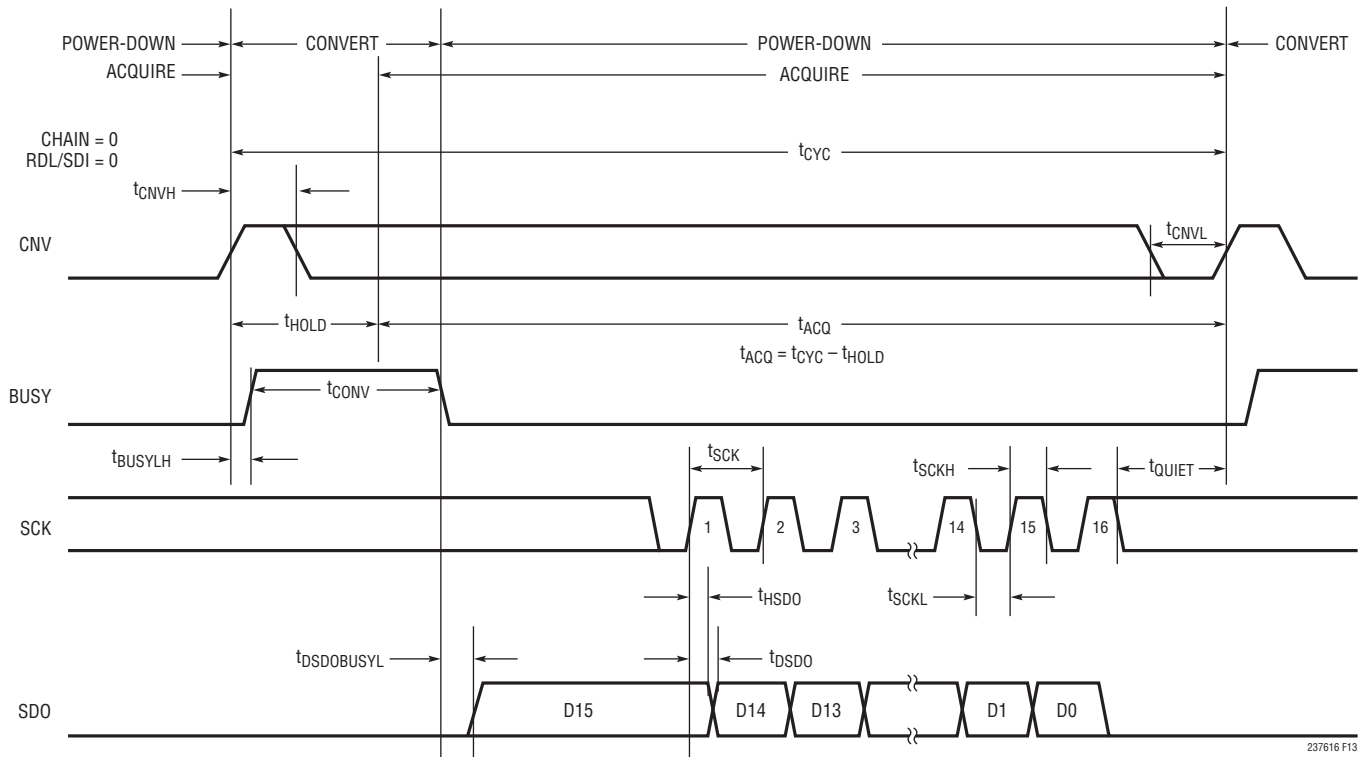 POWER-DOWN CONVERT POWER-DOWN CONVERT
ACQUIRE ACQUIRE
CHAIN = 0
RDL/SDI = 0
tCYC
tCNVH
CNV
tCNVL
tHOLD tACQ
tACQ = tCYC – tHOLD
BUSY
tCONV
tBUSYLH
tSCK tSCKH tQUIET
SCK
1 2 3 14 15 16
tHSDO tSCKL
tDSDOBUSYL tDSDO
SDO
D15 D14 D13 D1 D0
237616 F13